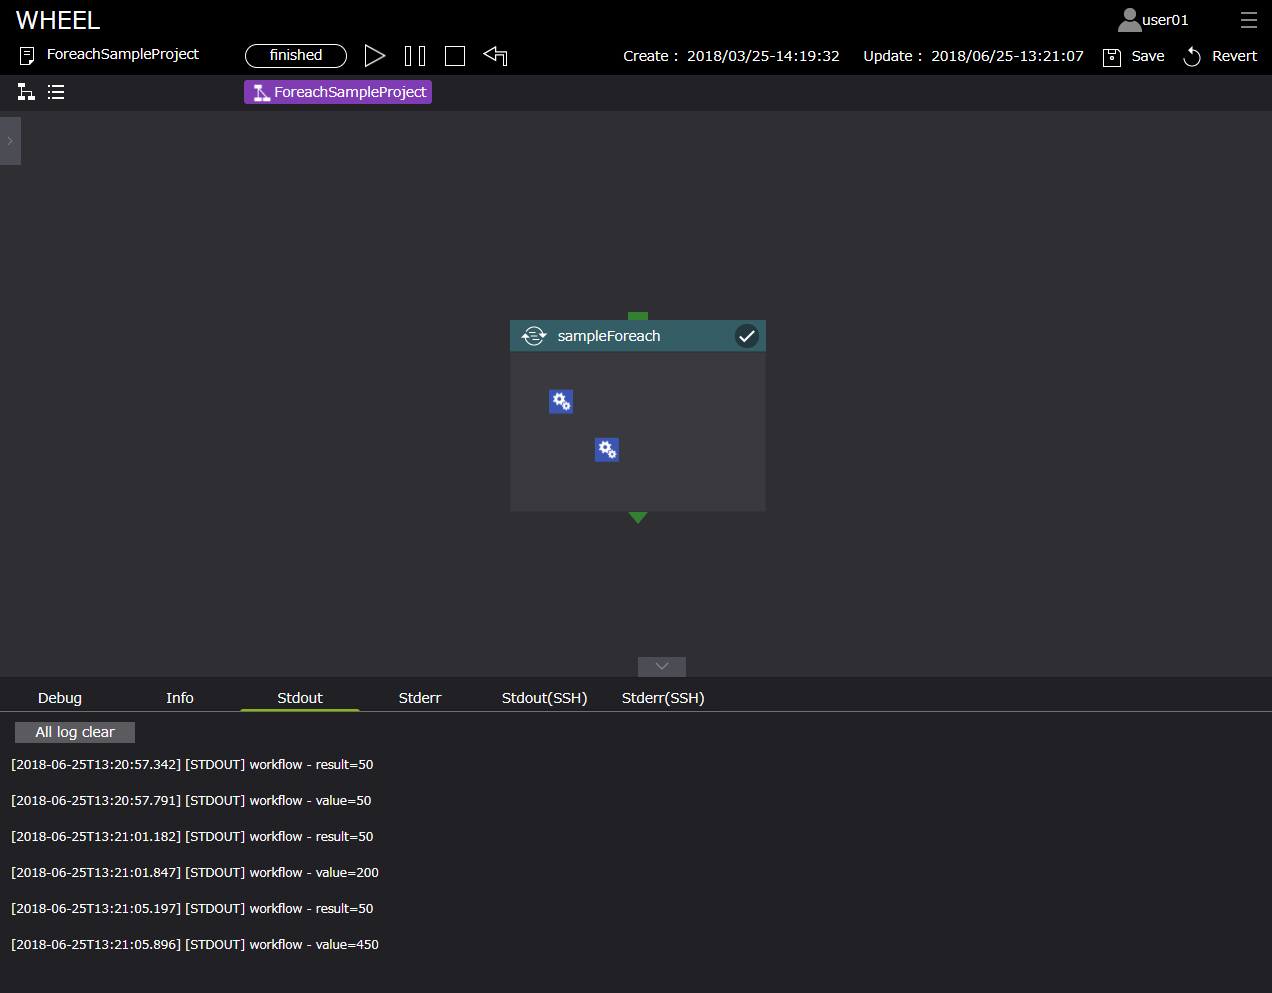 WHEEL
user01
ForeachSampleProject
finished
Create : 2018/03/25-14:19:32
Update : 2018/06/25-13:21:07
Save
Revert
ForeachSampleProject
sampleForeach
Debug Info Stdout Stderr Stdout(SSH) Stderr(SSH)
All log clear
[2018-06-25T13:20:57.342] [STDOUT] workflow - result=50
[2018-06-25T13:20:57.791] [STDOUT] workflow - value=50
[2018-06-25T13:21:01.182] [STDOUT] workflow - result=50
[2018-06-25T13:21:01.847] [STDOUT] workflow - value=200
[2018-06-25T13:21:05.197] [STDOUT] workflow - result=50
[2018-06-25T13:21:05.896] [STDOUT] workflow - value=450